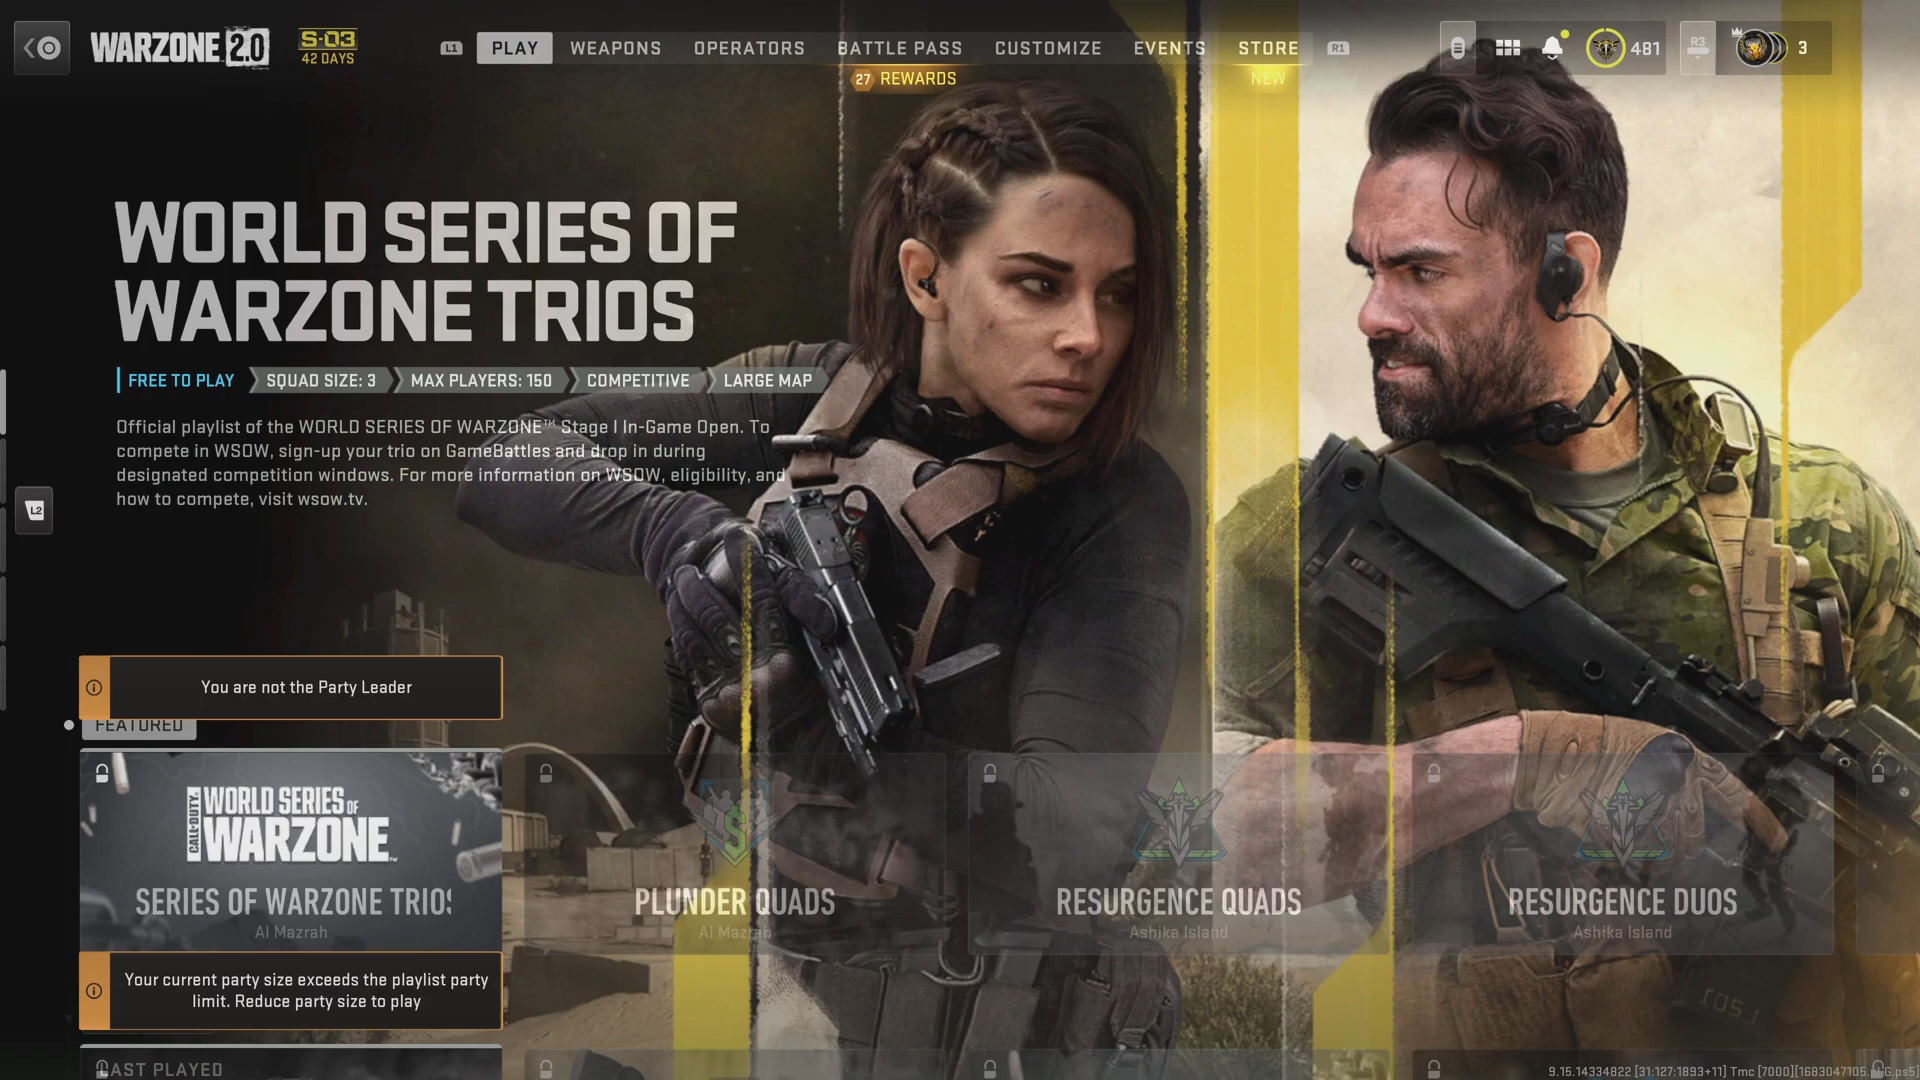 WARZONE 2.0
S-03
42 DAYS
L1
PLAY
WEAPONS
OPERATORS
BATTLE PASS
CUSTOMIZE
EVENTS
STORE
R1
27 REWARDS
NEW
481
R3
3
WORLD SERIES OF
WARZONE TRIOS
FREE TO PLAY
SQUAD SIZE: 3
MAX PLAYERS: 150
COMPETITIVE
LARGE MAP
Official playlist of the WORLD SERIES OF WARZONE™ Stage I In-Game Open. To
compete in WSOW, sign-up your trio on GameBattles and drop in during
designated competition windows. For more information on WSOW, eligibility, and
how to compete, visit wsow.tv.
L2
You are not the Party Leader
FEATURED
CALL OF DUTY
WORLD SERIES OF
WARZONE™
SERIES OF WARZONE TRIOS
Al Mazrah
PLUNDER QUADS
Al Mazrah
RESURGENCE QUADS
Ashika Island
RESURGENCE DUOS
Ashika Island
Your current party size exceeds the playlist party
limit. Reduce party size to play
LAST PLAYED